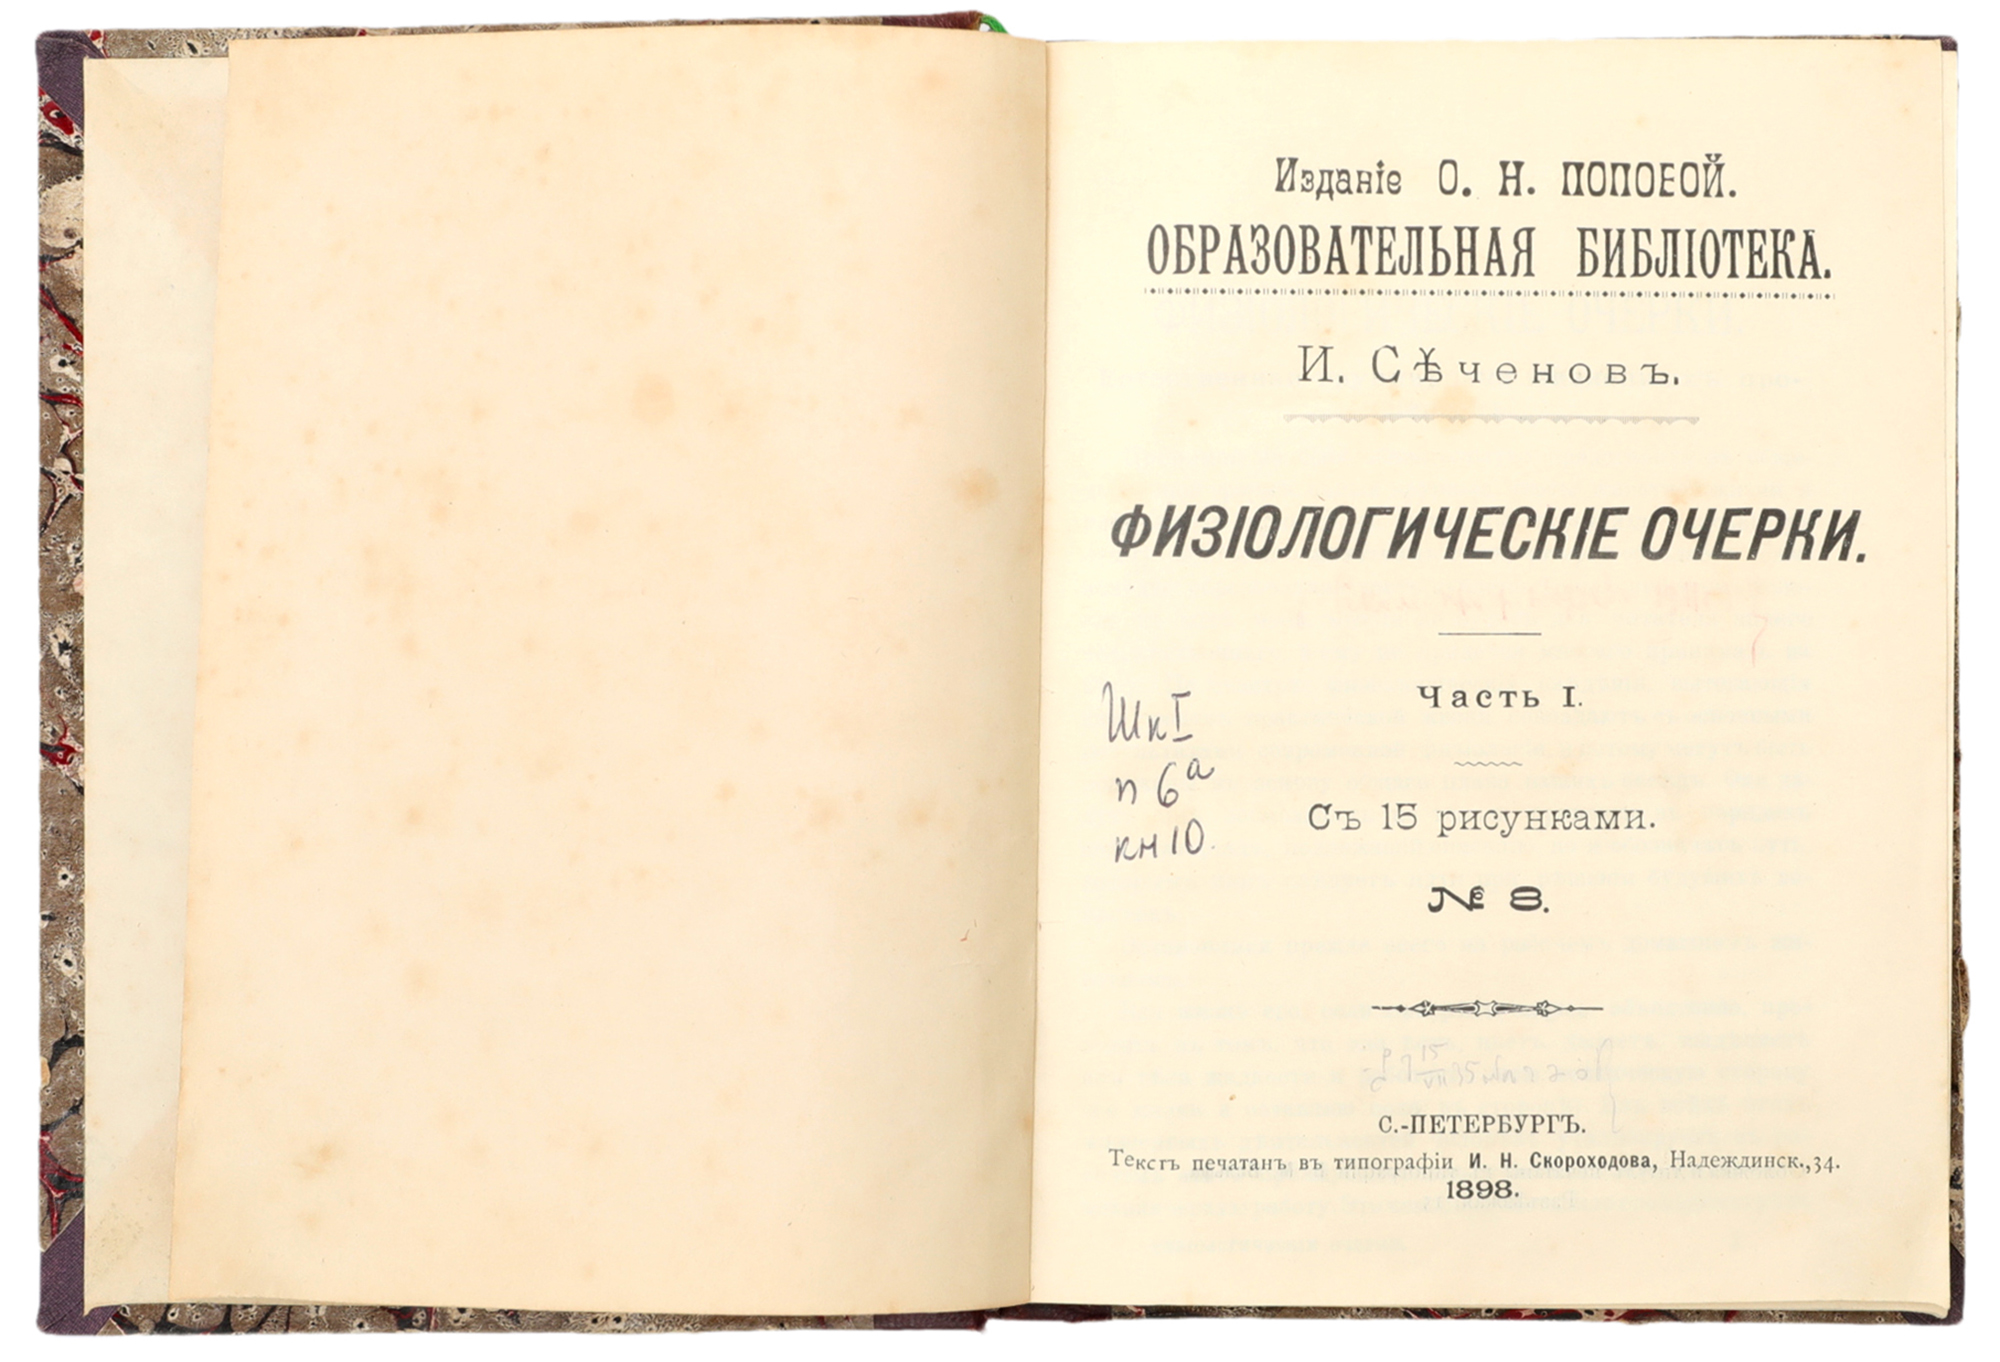 Изданіе О. Н. ПОПОВОЙ.
ОБРАЗОВАТЕЛЬНАЯ БИБЛІОТЕКА.
И. Сѣченовъ.
ФИЗІОЛОГИЧЕСКІЕ ОЧЕРКИ.
Часть I.
Шк I
п 6а
кн 10.
Съ 15 рисунками.
№ 8.
С.-ПЕТЕРБУРГЪ.
Текстъ печатанъ въ типографіи И. Н. Скороходова, Надеждинск., 34.
1898.